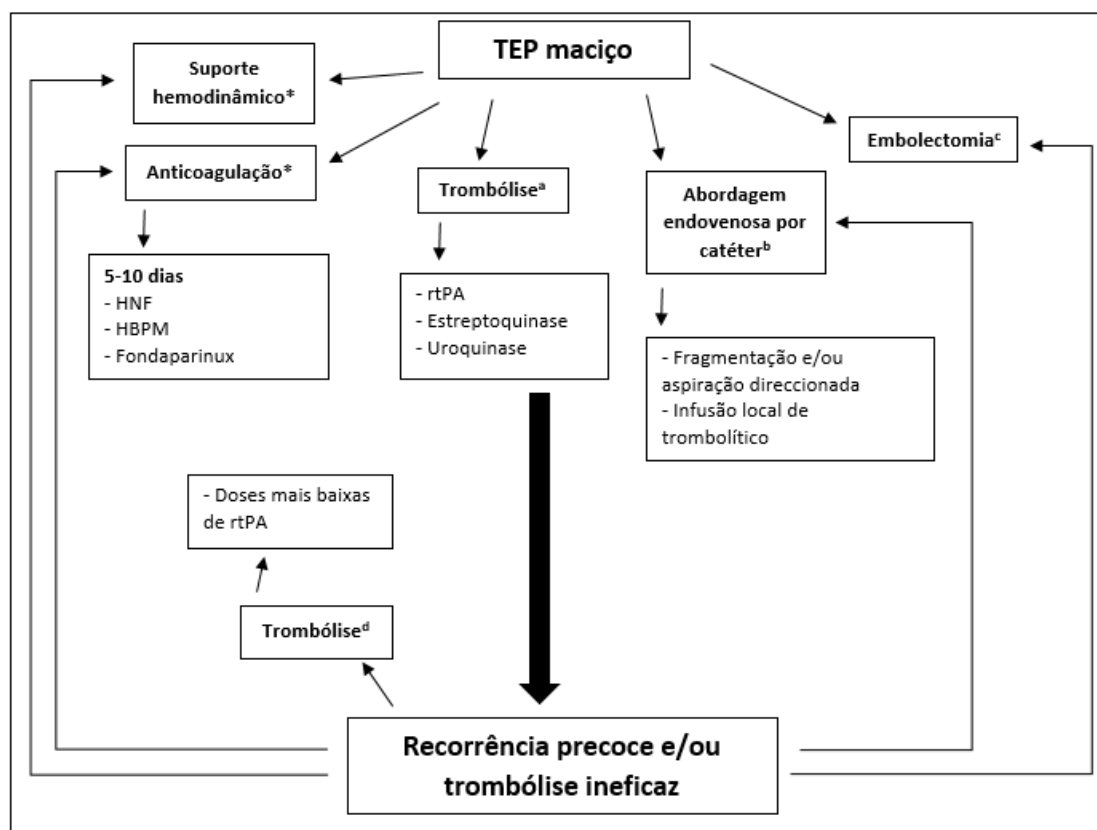 TEP maciço
Suporte
hemodinâmico*
Embolectomiaᶜ
Anticoagulação*
Trombóliseᵃ
Abordagem
endovenosa por
catéterᵇ
5-10 dias
- HNF
- HBPM
- Fondaparinux
- rtPA
- Estreptoquinase
- Uroquinase
- Fragmentação e/ou
aspiração direccionada
- Infusão local de
trombolítico
- Doses mais baixas
de rtPA
Trombóliseᵈ
Recorrência precoce e/ou
trombólise ineficaz